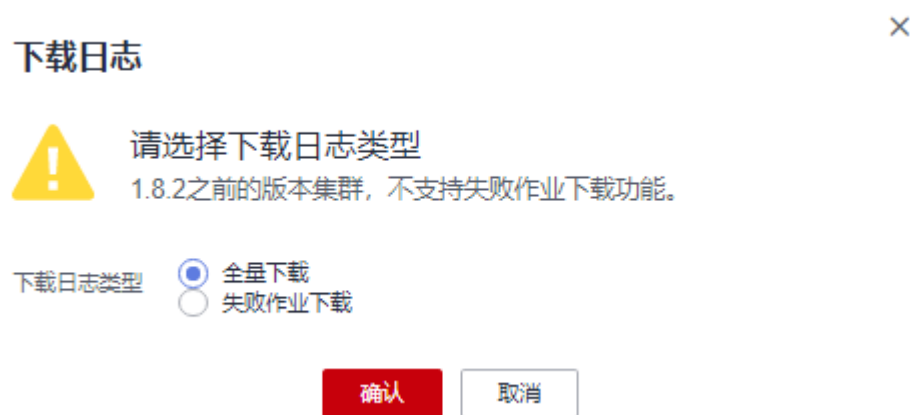 下载日志
请选择下载日志类型
1.8.2之前的版本集群，不支持失败作业下载功能。
下载日志类型 全量下载
失败作业下载
确认 取消